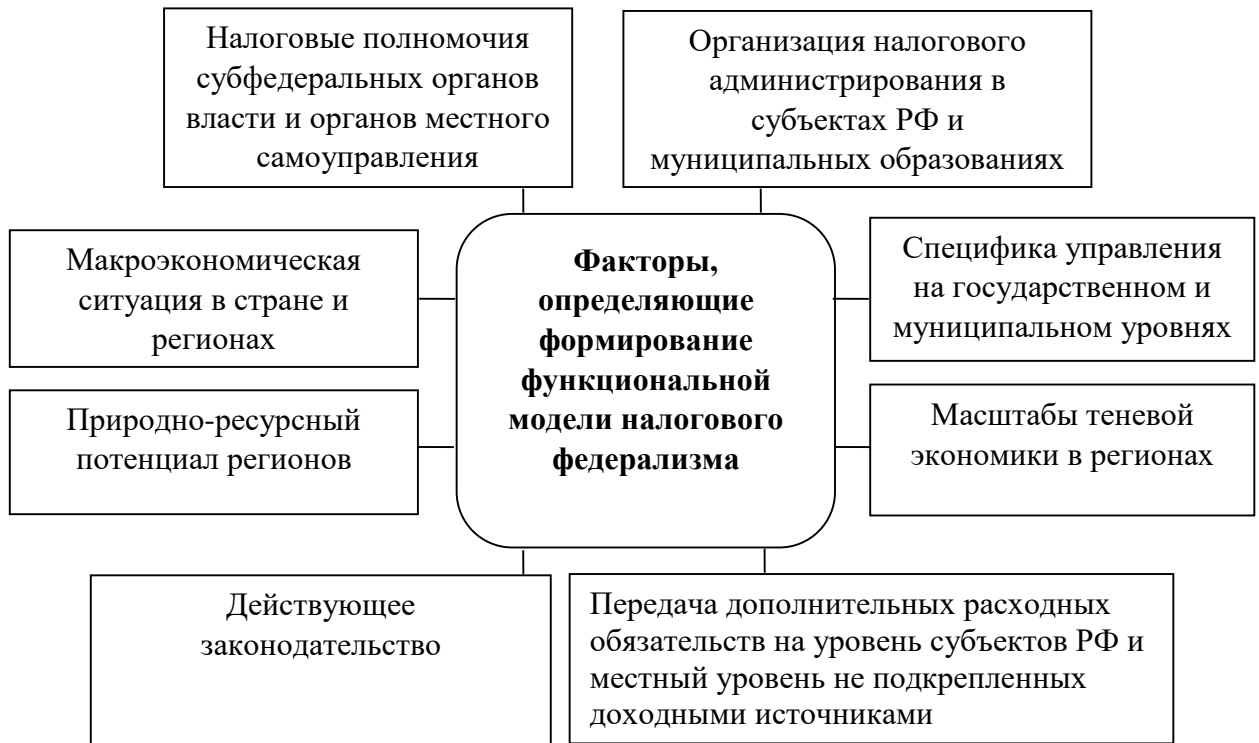 Налоговые полномочия
субфедеральных органов
власти и органов местного
самоуправления
Организация налогового
администрирования в
субъектах РФ и
муниципальных образованиях
Макроэкономическая
ситуация в стране и
регионах
Факторы,
определяющие
формирование
функциональной
модели налогового
федерализма
Специфика управления
на государственном и
муниципальном уровнях
Природно-ресурсный
потенциал регионов
Масштабы теневой
экономики в регионах
Действующее
законодательство
Передача дополнительных расходных
обязательств на уровень субъектов РФ и
местный уровень не подкрепленных
доходными источниками